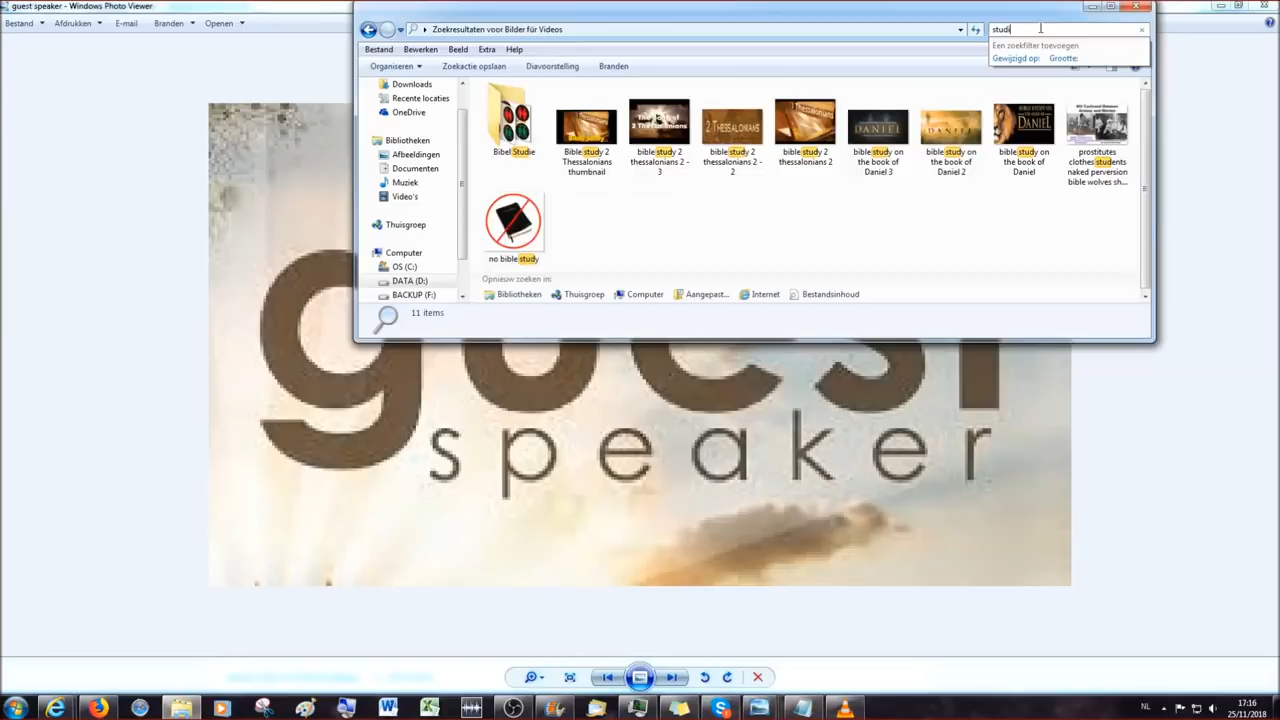 guest speaker - Windows Photo Viewer
Bestand Afdrukken E-mail Branden Openen
Zoekresultaten voor Bilder für Videos
studi
Een zoekfilter toevoegen
Gewijzigd op: Grootte:
Bestand Bewerken Beeld Extra Help
Organiseren Zoekactie opslaan Diavoorstelling Branden
Downloads
Recente locaties
OneDrive
Bibliotheken
Afbeeldingen
Documenten
Muziek
Video's
Thuisgroep
Computer
OS (C:)
DATA (D:)
BACKUP (F:)
Bibel Studie
Bible study 2
Thessalonians
thumbnail
bible study 2
thessalonians 2 -
3
bible study 2
thessalonians 2 -
2
bible study 2
thessalonians 2
bible study on
the book of
Daniel 3
bible study on
the book of
Daniel 2
bible study on
the book of
Daniel
prostitutes
clothes students
naked perversion
bible wolves sh...
2 THESSALONIANS
DANIEL
DANIEL
DANIEL
no bible study
Opnieuw zoeken in:
Bibliotheken Thuisgroep Computer Aangepast... Internet Bestandsinhoud
11 items
guest
speaker
NL
17:16
25/11/2018